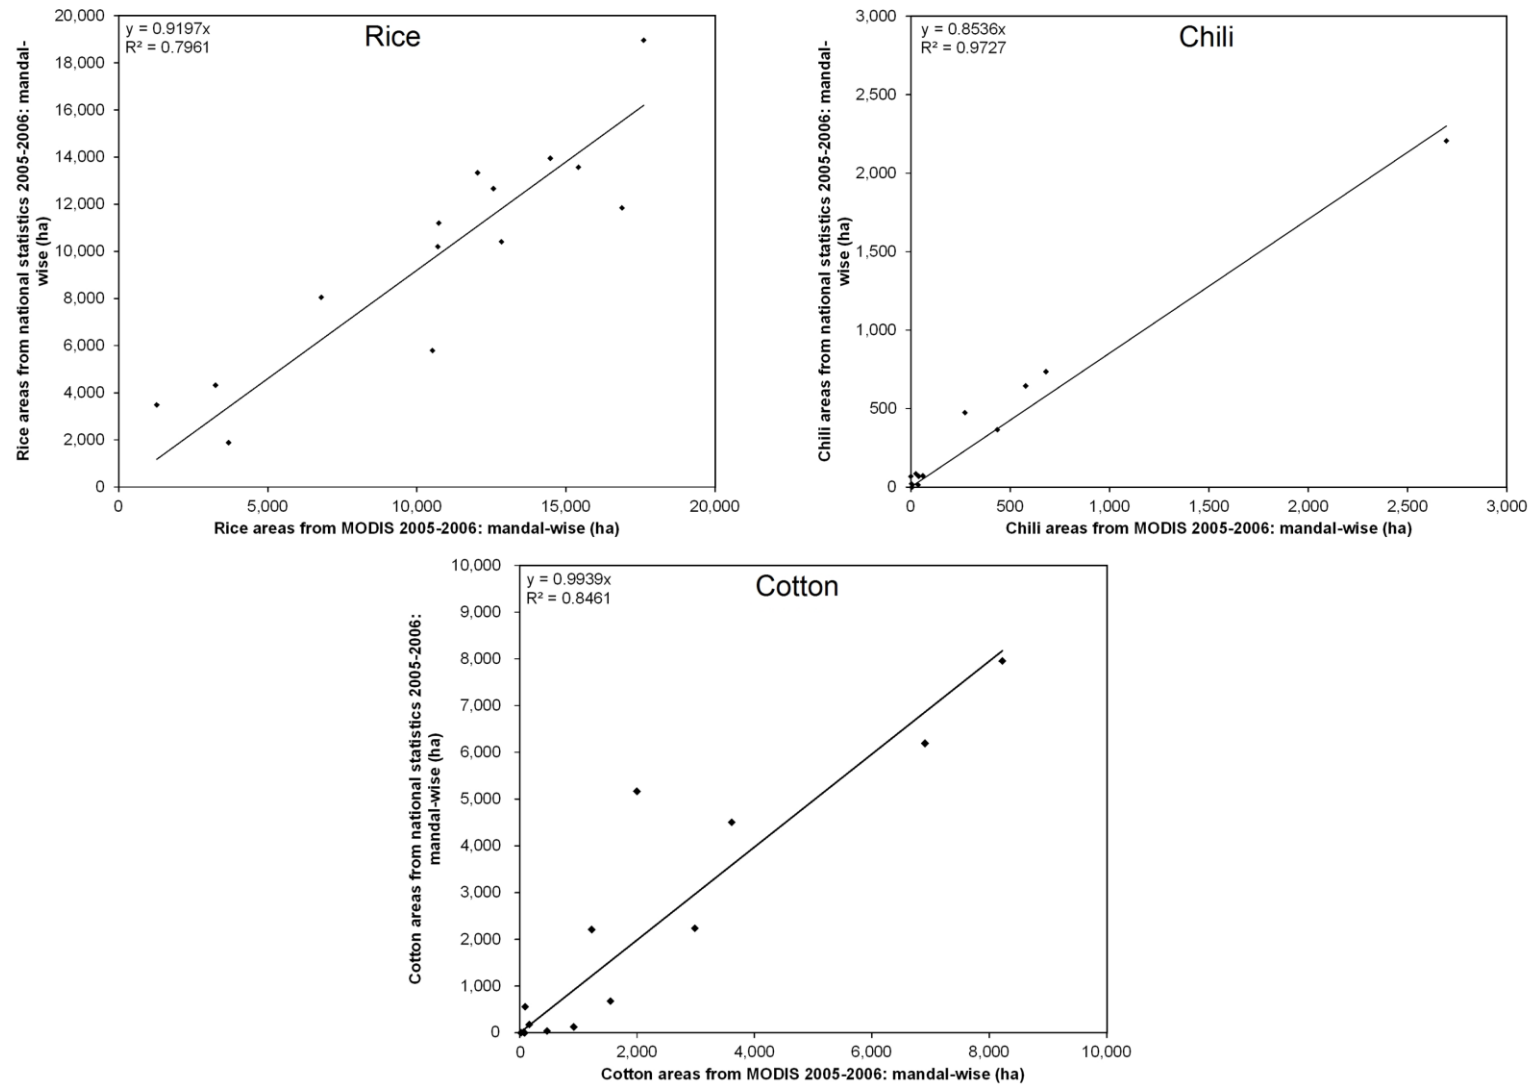 y = 0.9197x
R² = 0.7961
Rice
20,000
18,000
16,000
14,000
12,000
10,000
8,000
6,000
4,000
2,000
0
Rice areas from national statistics 2005-2006: mandal-
wise (ha)
0 5,000 10,000 15,000 20,000
Rice areas from MODIS 2005-2006: mandal-wise (ha)
y = 0.8536x
R² = 0.9727
Chili
3,000
2,500
2,000
1,500
1,000
500
0
Chili areas from national statistics 2005-2006: mandal-
wise (ha)
0 500 1,000 1,500 2,000 2,500 3,000
Chili areas from MODIS 2005-2006: mandal-wise (ha)
y = 0.9939x
R² = 0.8461
Cotton
10,000
9,000
8,000
7,000
6,000
5,000
4,000
3,000
2,000
1,000
0
Cotton areas from national statistics 2005-2006:
mandal-wise (ha)
0 2,000 4,000 6,000 8,000 10,000
Cotton areas from MODIS 2005-2006: mandal-wise (ha)